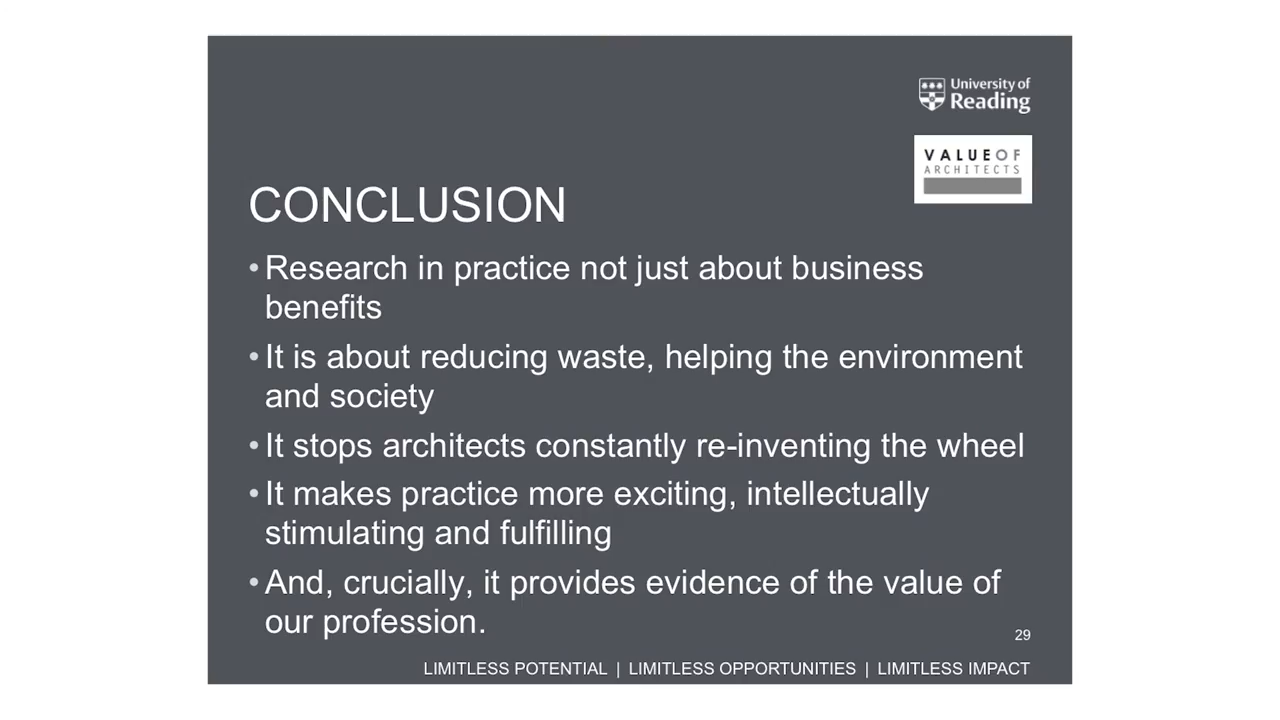 University of
Reading
VALUEOF
ARCHITECTS
CONCLUSION
•Research in practice not just about business
benefits
•It is about reducing waste, helping the environment
and society
•It stops architects constantly re-inventing the wheel
•It makes practice more exciting, intellectually
stimulating and fulfilling
•And, crucially, it provides evidence of the value of
our profession.
29
LIMITLESS POTENTIAL | LIMITLESS OPPORTUNITIES | LIMITLESS IMPACT